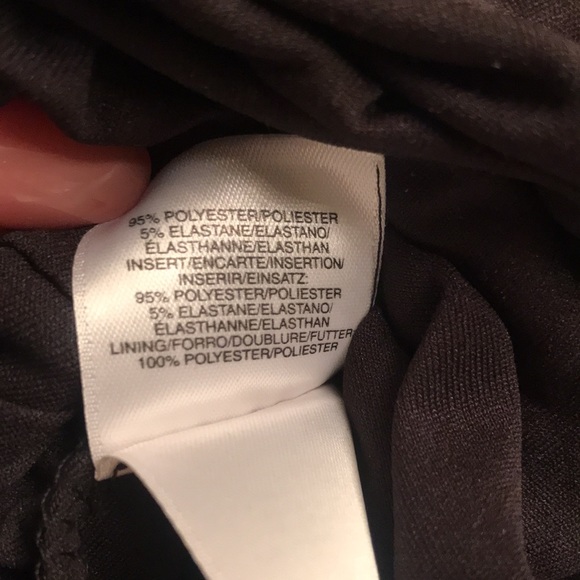 95% POLYESTER/POLIESTER
5% ELASTANE/ELASTANO/
ÉLASTHANNE/ELASTHAN
INSERT/ENCARTE/INSERTION/
INSERIR/EINSATZ:
95% POLYESTER/POLIESTER
5% ELASTANE/ELASTANO/
ÉLASTHANNE/ELASTHAN
LINING/FORRO/DOUBLURE/FUTTER
100% POLYESTER/POLIESTER